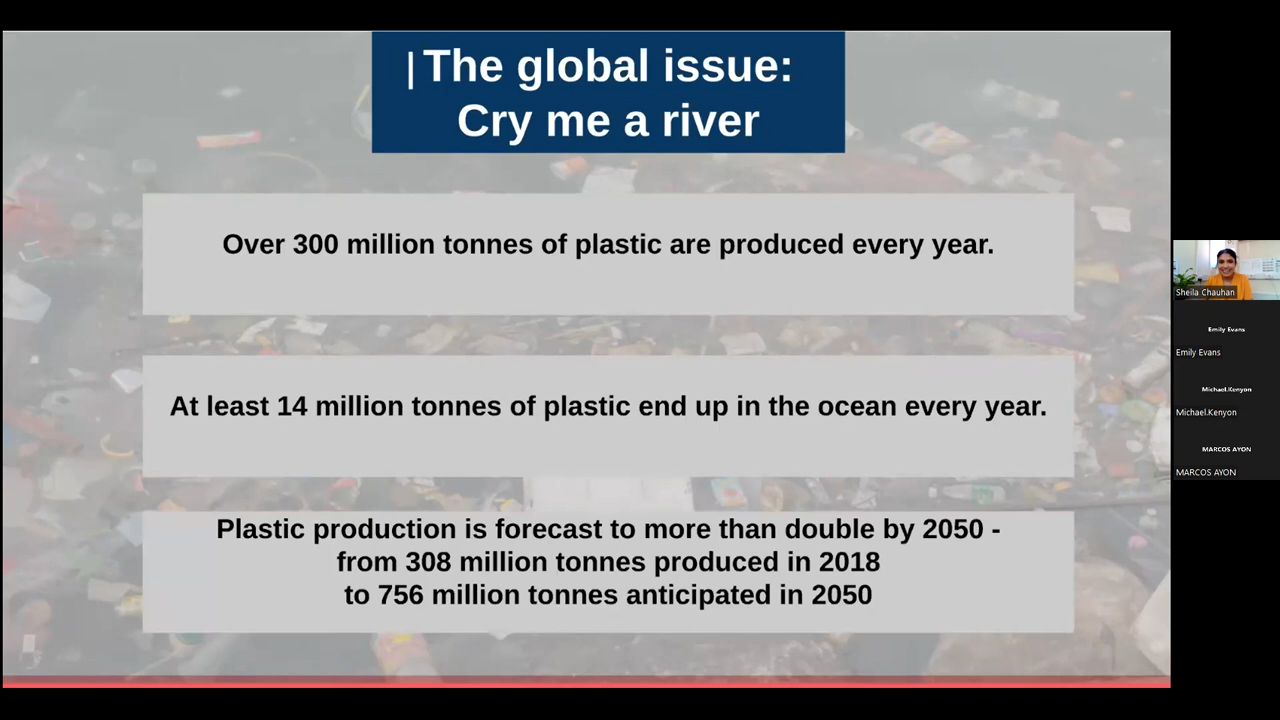 | The global issue:
Cry me a river
Over 300 million tonnes of plastic are produced every year.
At least 14 million tonnes of plastic end up in the ocean every year.
Plastic production is forecast to more than double by 2050 -
from 308 million tonnes produced in 2018
to 756 million tonnes anticipated in 2050
Sheila Chauhan
Emily Evans
Emily Evans
Michael.Kenyon
Michael.Kenyon
MARCOS AYON
MARCOS AYON